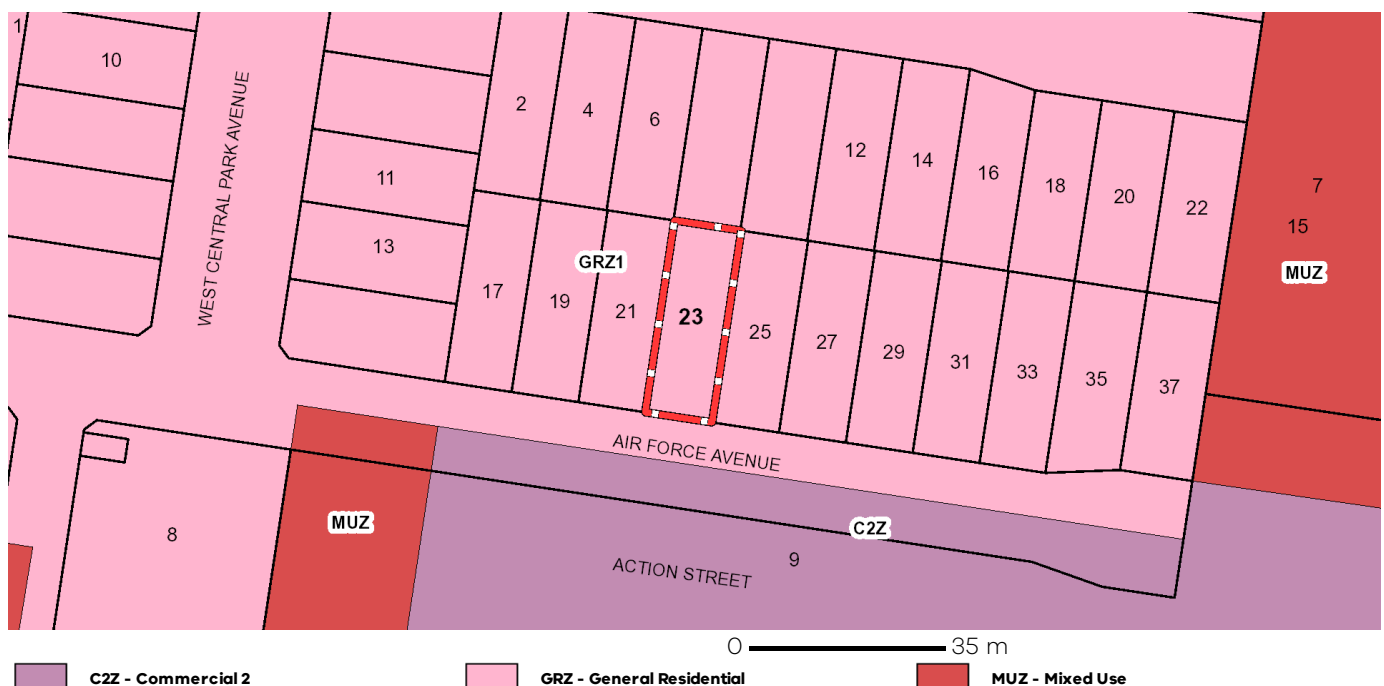 1
10
2
4
6
12
14
16
18
20
22
7
15
MUZ
WEST CENTRAL PARK AVENUE
11
13
GRZ1
17
19
21
23
25
27
29
31
33
35
37
AIR FORCE AVENUE
8
MUZ
C2Z
9
ACTION STREET
0 35 m
C2Z - Commercial 2
GRZ - General Residential
MUZ - Mixed Use